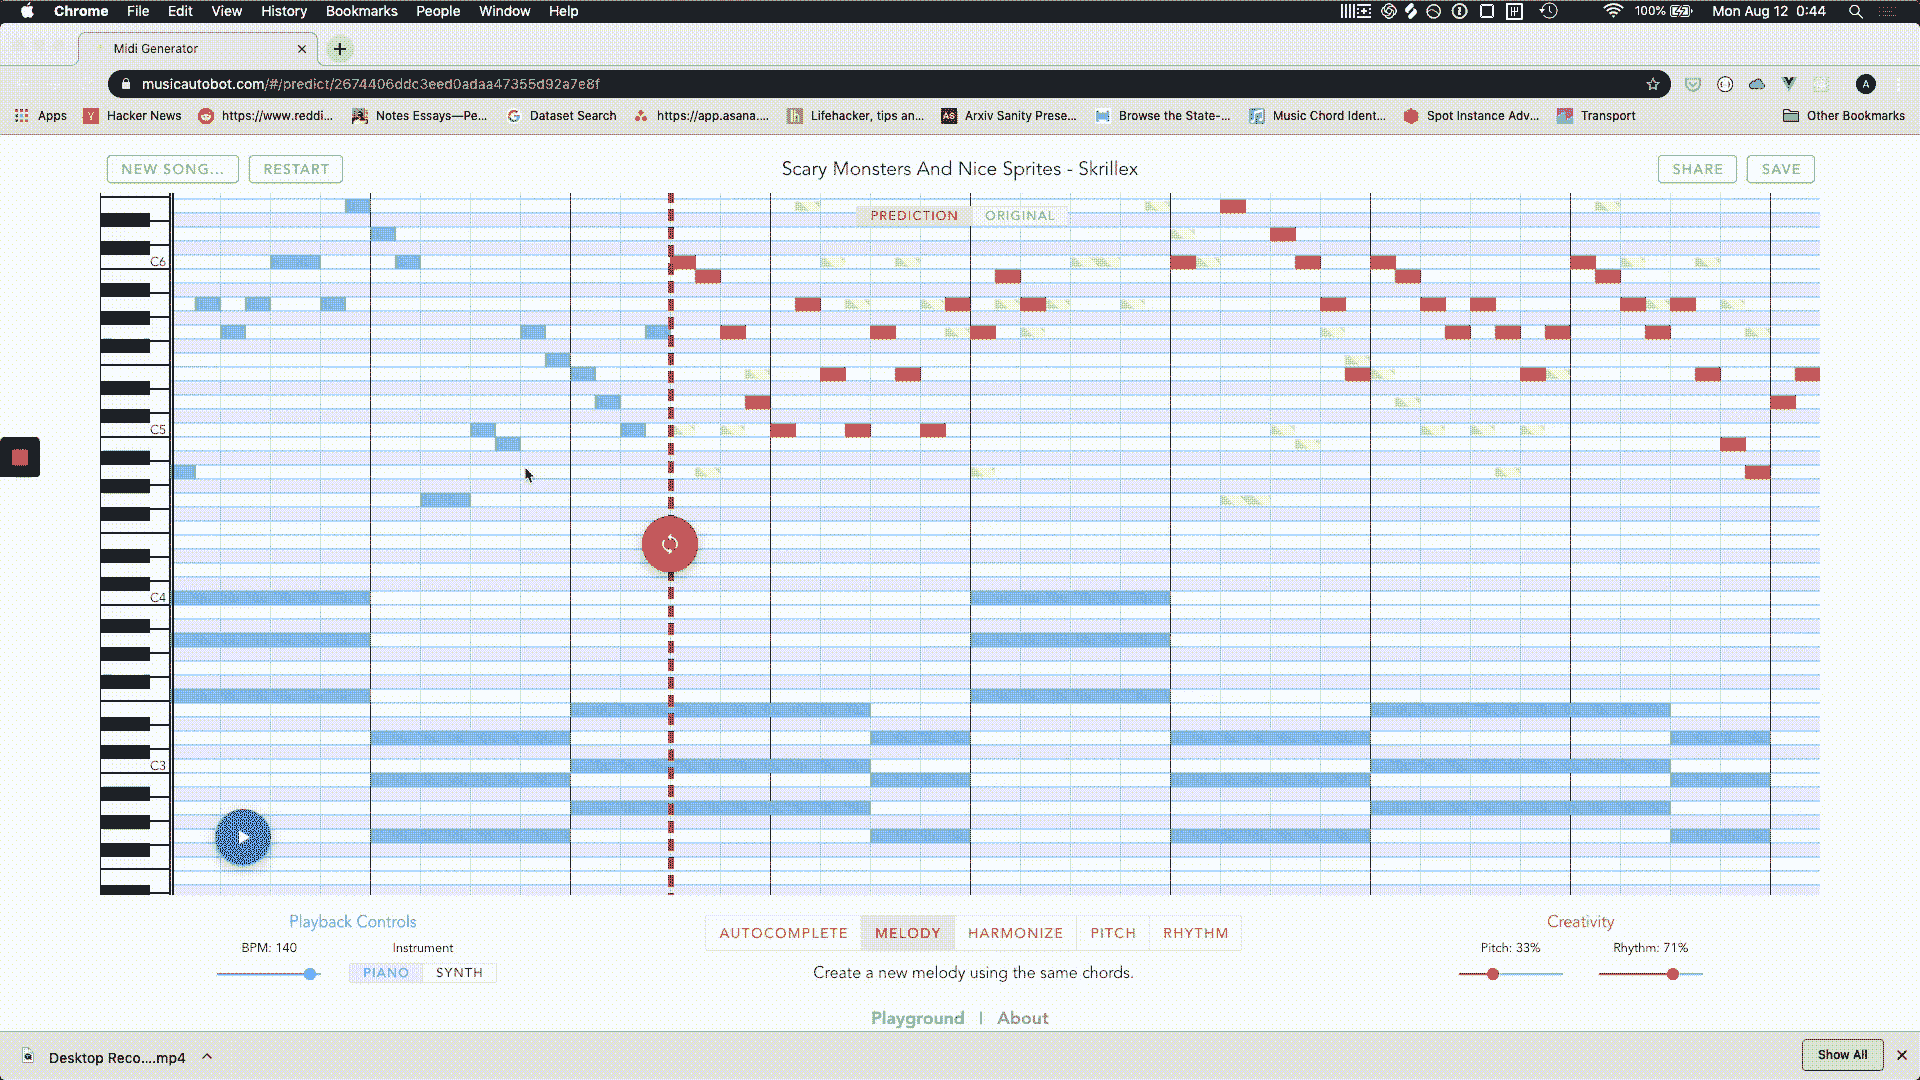 Chrome File Edit View History Bookmarks People Window Help 100% Mon Aug 12 0:44
Midi Generator
musicautobot.com/#/predict/2674406ddc3eed0adaa47355d92a7e8f A
Apps Y Hacker News https://www.reddi... Notes Essays—Pe... G Dataset Search https://app.asana.... Lifehacker, tips an... AS Arxiv Sanity Prese... Browse the State-... Music Chord Ident... Spot Instance Adv... Transport Other Bookmarks
NEW SONG... RESTART Scary Monsters And Nice Sprites - Skrillex SHARE SAVE
PREDICTION ORIGINAL
C6
C5
C4
C3
Playback Controls Creativity
BPM: 140 Instrument AUTOCOMPLETE MELODY HARMONIZE PITCH RHYTHM Pitch: 33% Rhythm: 71%
PIANO SYNTH Create a new melody using the same chords.
Playground | About
Desktop Reco....mp4 Show All